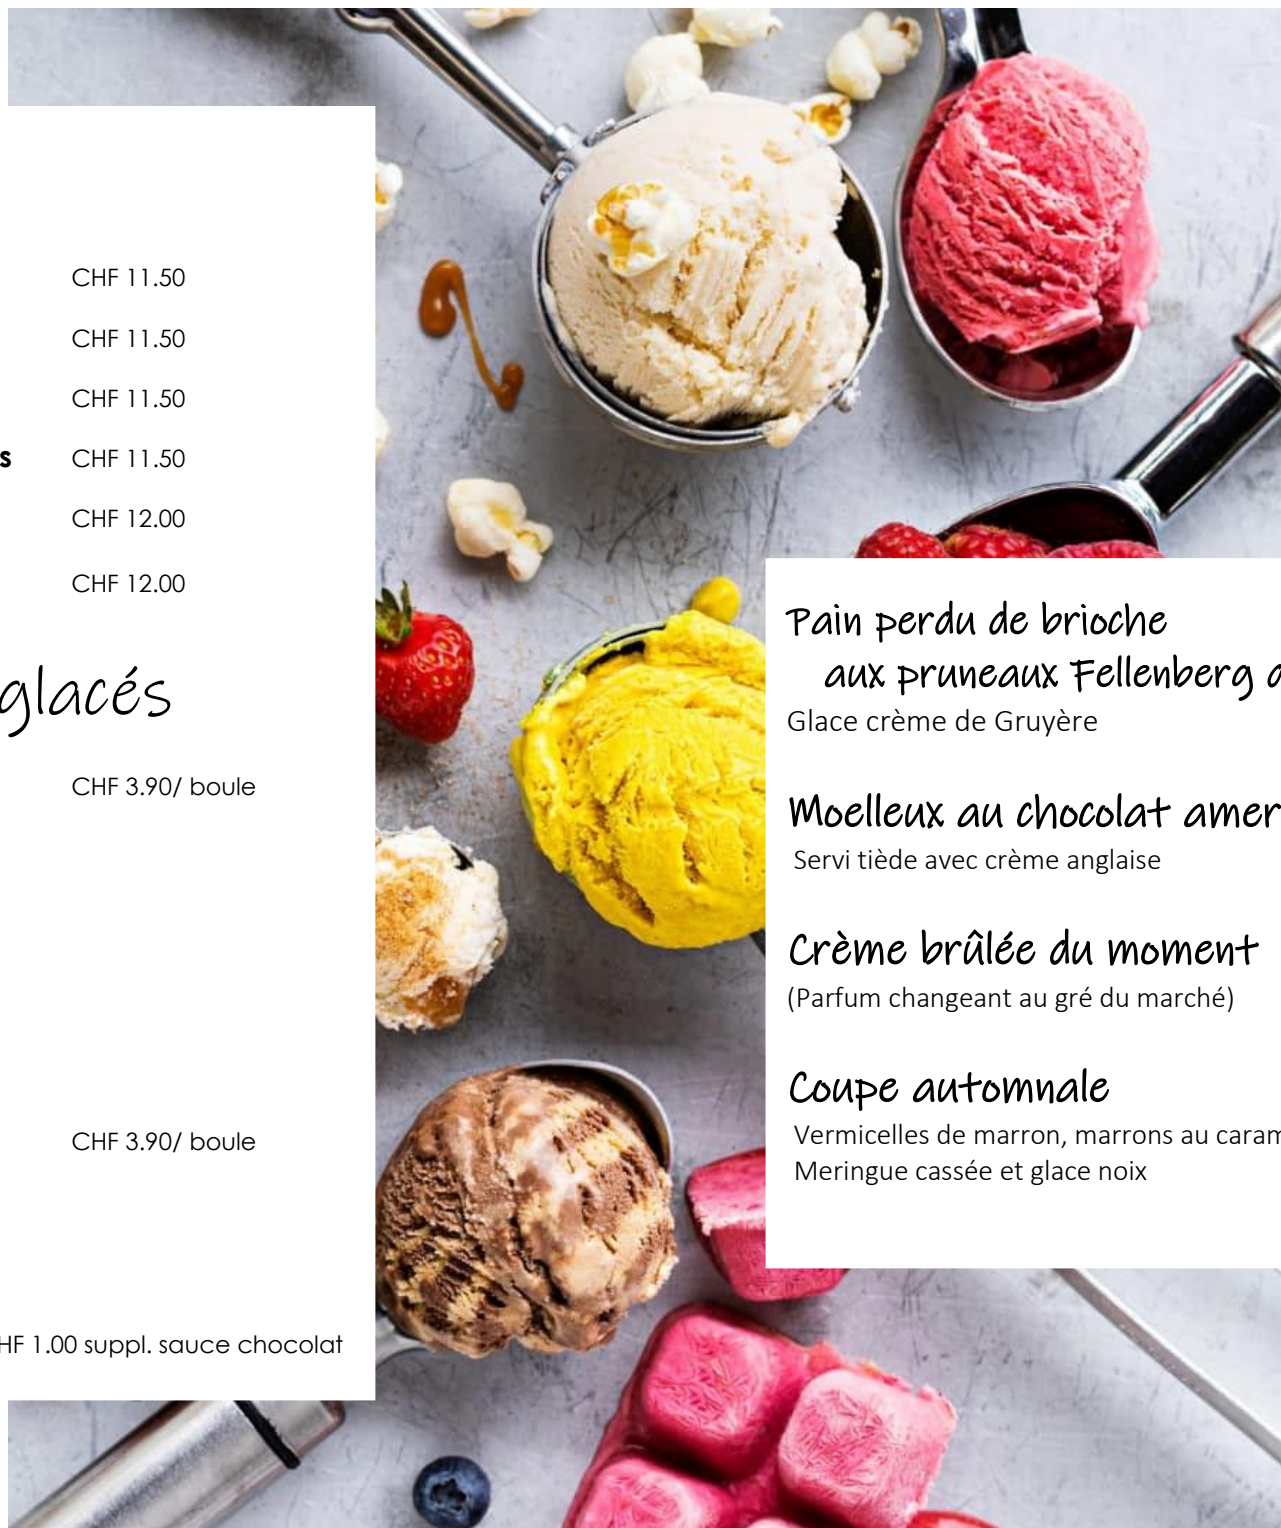 CHF 11.50
CHF 11.50
CHF 11.50
s CHF 11.50
CHF 12.00
CHF 12.00
glacés
CHF 3.90/ boule
CHF 3.90/ boule
HF 1.00 suppl. sauce chocolat
Pain perdu de brioche
aux pruneaux Fellenberg
Glace crème de Gruyère
Moelleux au chocolat amer
Servi tiède avec crème anglaise
Crème brûlée du moment
(Parfum changeant au gré du marché)
Coupe automnale
Vermicelles de marron, marrons au caram
Meringue cassée et glace noix